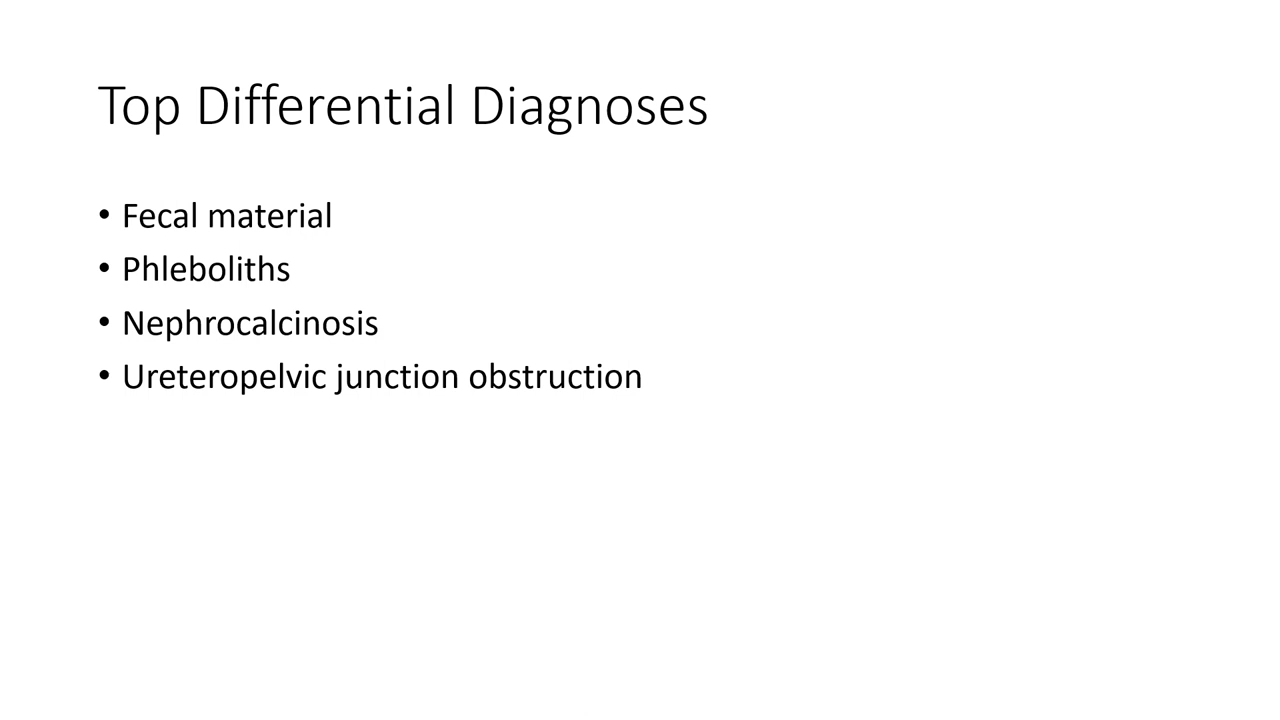 Top Differential Diagnoses
• Fecal material
• Phleboliths
• Nephrocalcinosis
• Ureteropelvic junction obstruction